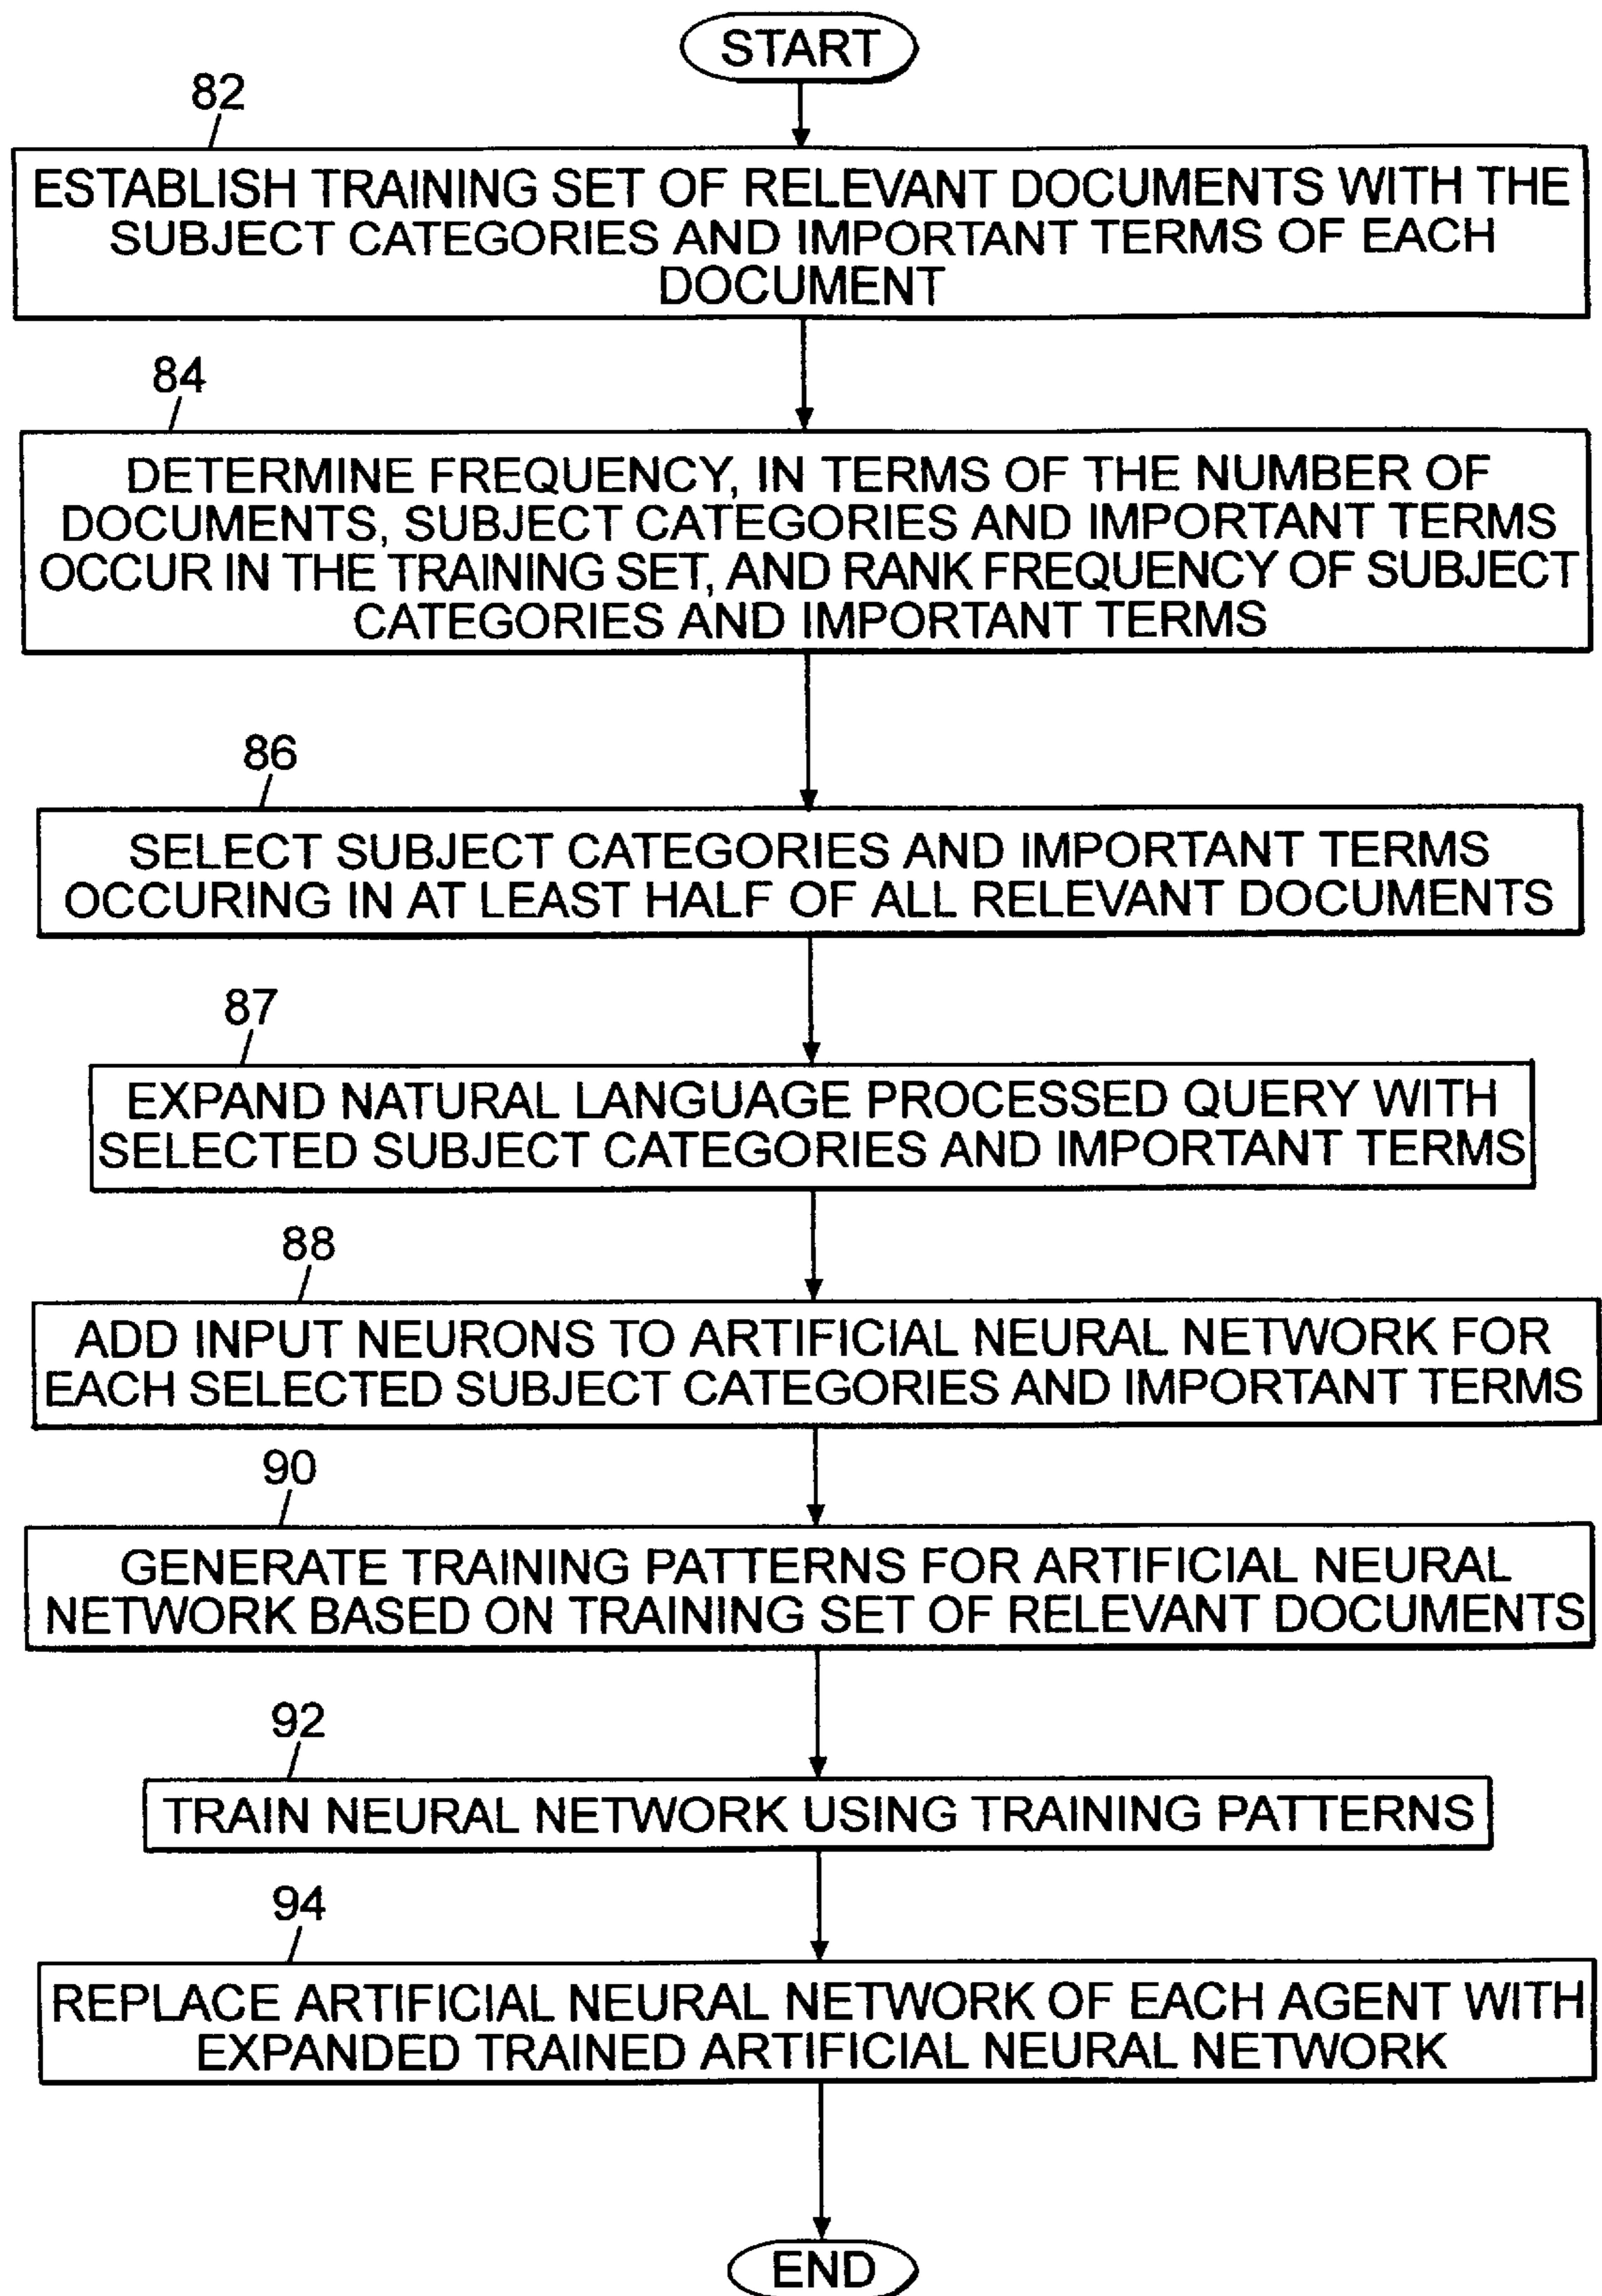 START
82
ESTABLISH TRAINING SET OF RELEVANT DOCUMENTS WITH THE
SUBJECT CATEGORIES AND IMPORTANT TERMS OF EACH
DOCUMENT
84
DETERMINE FREQUENCY, IN TERMS OF THE NUMBER OF
DOCUMENTS, SUBJECT CATEGORIES AND IMPORTANT TERMS
OCCUR IN THE TRAINING SET, AND RANK FREQUENCY OF SUBJECT
CATEGORIES AND IMPORTANT TERMS
86
SELECT SUBJECT CATEGORIES AND IMPORTANT TERMS
OCCURING IN AT LEAST HALF OF ALL RELEVANT DOCUMENTS
87
EXPAND NATURAL LANGUAGE PROCESSED QUERY WITH
SELECTED SUBJECT CATEGORIES AND IMPORTANT TERMS
88
ADD INPUT NEURONS TO ARTIFICIAL NEURAL NETWORK FOR
EACH SELECTED SUBJECT CATEGORIES AND IMPORTANT TERMS
90
GENERATE TRAINING PATTERNS FOR ARTIFICIAL NEURAL
NETWORK BASED ON TRAINING SET OF RELEVANT DOCUMENTS
92
TRAIN NEURAL NETWORK USING TRAINING PATTERNS
94
REPLACE ARTIFICIAL NEURAL NETWORK OF EACH AGENT WITH
EXPANDED TRAINED ARTIFICIAL NEURAL NETWORK
END